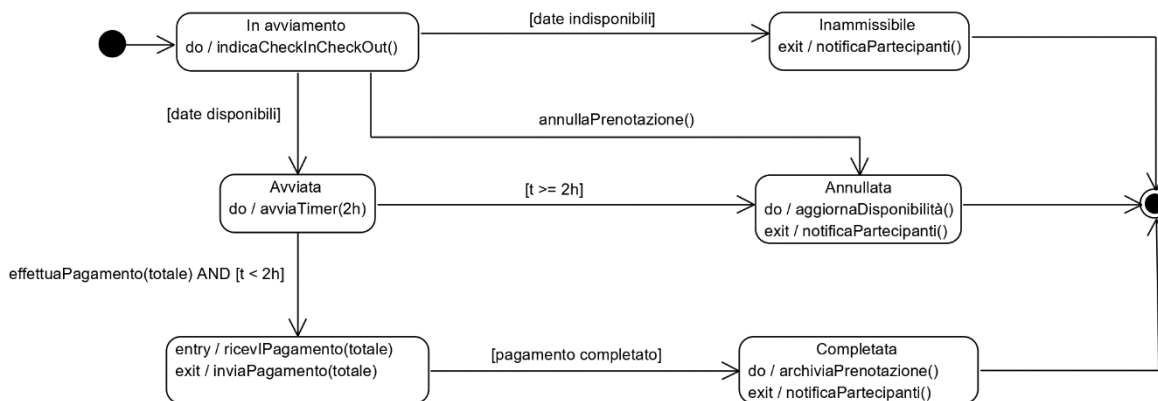 In avviamento
do / indicaCheckInCheckOut()
[date indisponibili]
Inammissibile
exit / notificaPartecipanti()
[date disponibili]
annullaPrenotazione()
Avviata
do / avviaTimer(2h)
[t >= 2h]
Annullata
do / aggiornaDisponibilità()
exit / notificaPartecipanti()
effettuaPagamento(totale) AND [t < 2h]
entry / ricevIPagamento(totale)
exit / inviaPagamento(totale)
[pagamento completato]
Completata
do / archiviaPrenotazione()
exit / notificaPartecipanti()